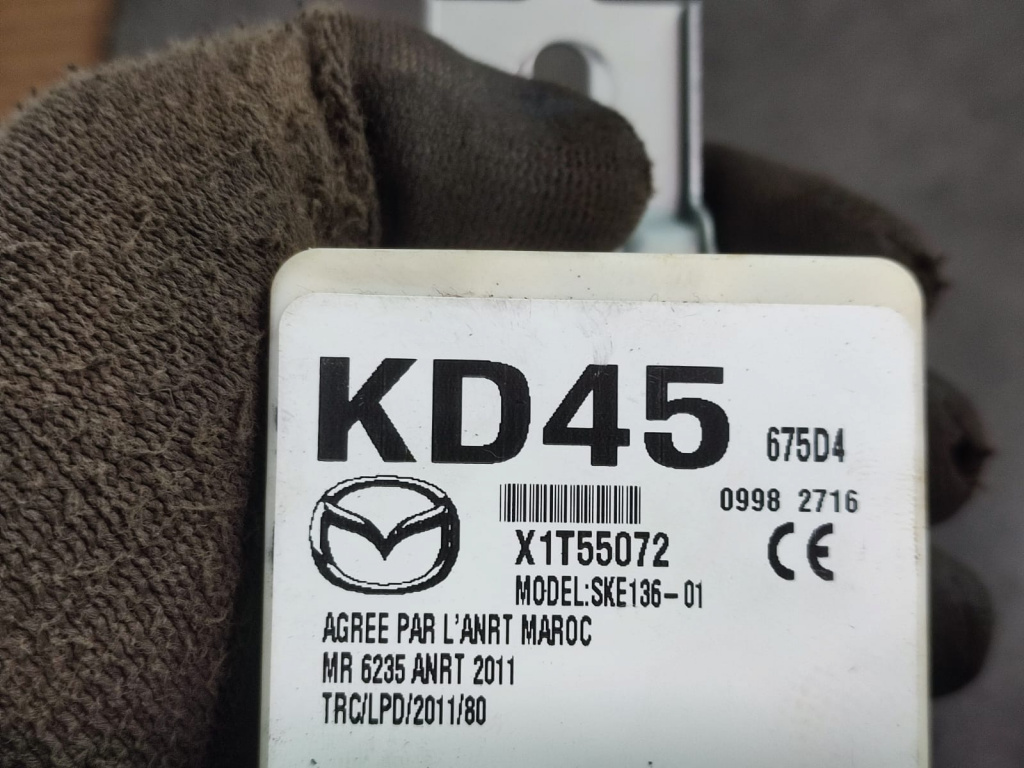 KD45 675D4
0998 2716
X1T55072
CE
MODEL:SKE136-01
AGREE PAR L'ANRT MAROC
MR 6235 ANRT 2011
TRC/LPD/2011/80